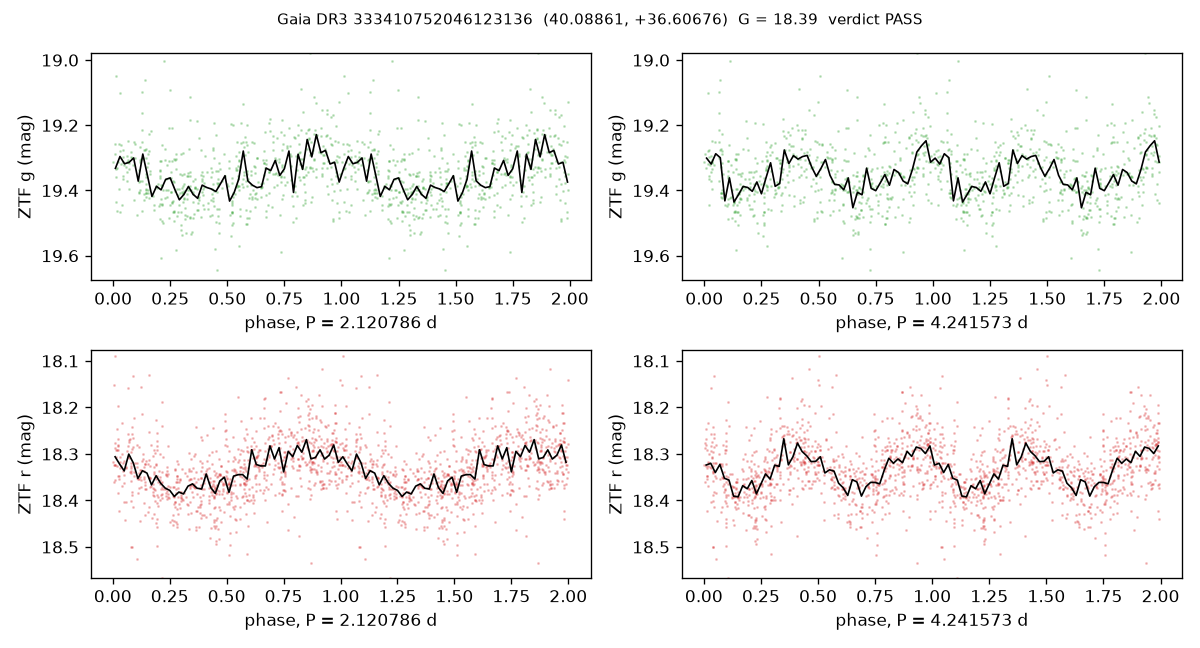 Gaia DR3 333410752046123136 (40.08861, +36.60676) G = 18.39 verdict PASS
ZTF g (mag)
19.0
19.2
19.4
19.6
0.00 0.25 0.50 0.75 1.00 1.25 1.50 1.75 2.00
phase, P = 2.120786 d
ZTF g (mag)
19.0
19.2
19.4
19.6
0.00 0.25 0.50 0.75 1.00 1.25 1.50 1.75 2.00
phase, P = 4.241573 d
ZTF r (mag)
18.1
18.2
18.3
18.4
18.5
0.00 0.25 0.50 0.75 1.00 1.25 1.50 1.75 2.00
phase, P = 2.120786 d
ZTF r (mag)
18.1
18.2
18.3
18.4
18.5
0.00 0.25 0.50 0.75 1.00 1.25 1.50 1.75 2.00
phase, P = 4.241573 d